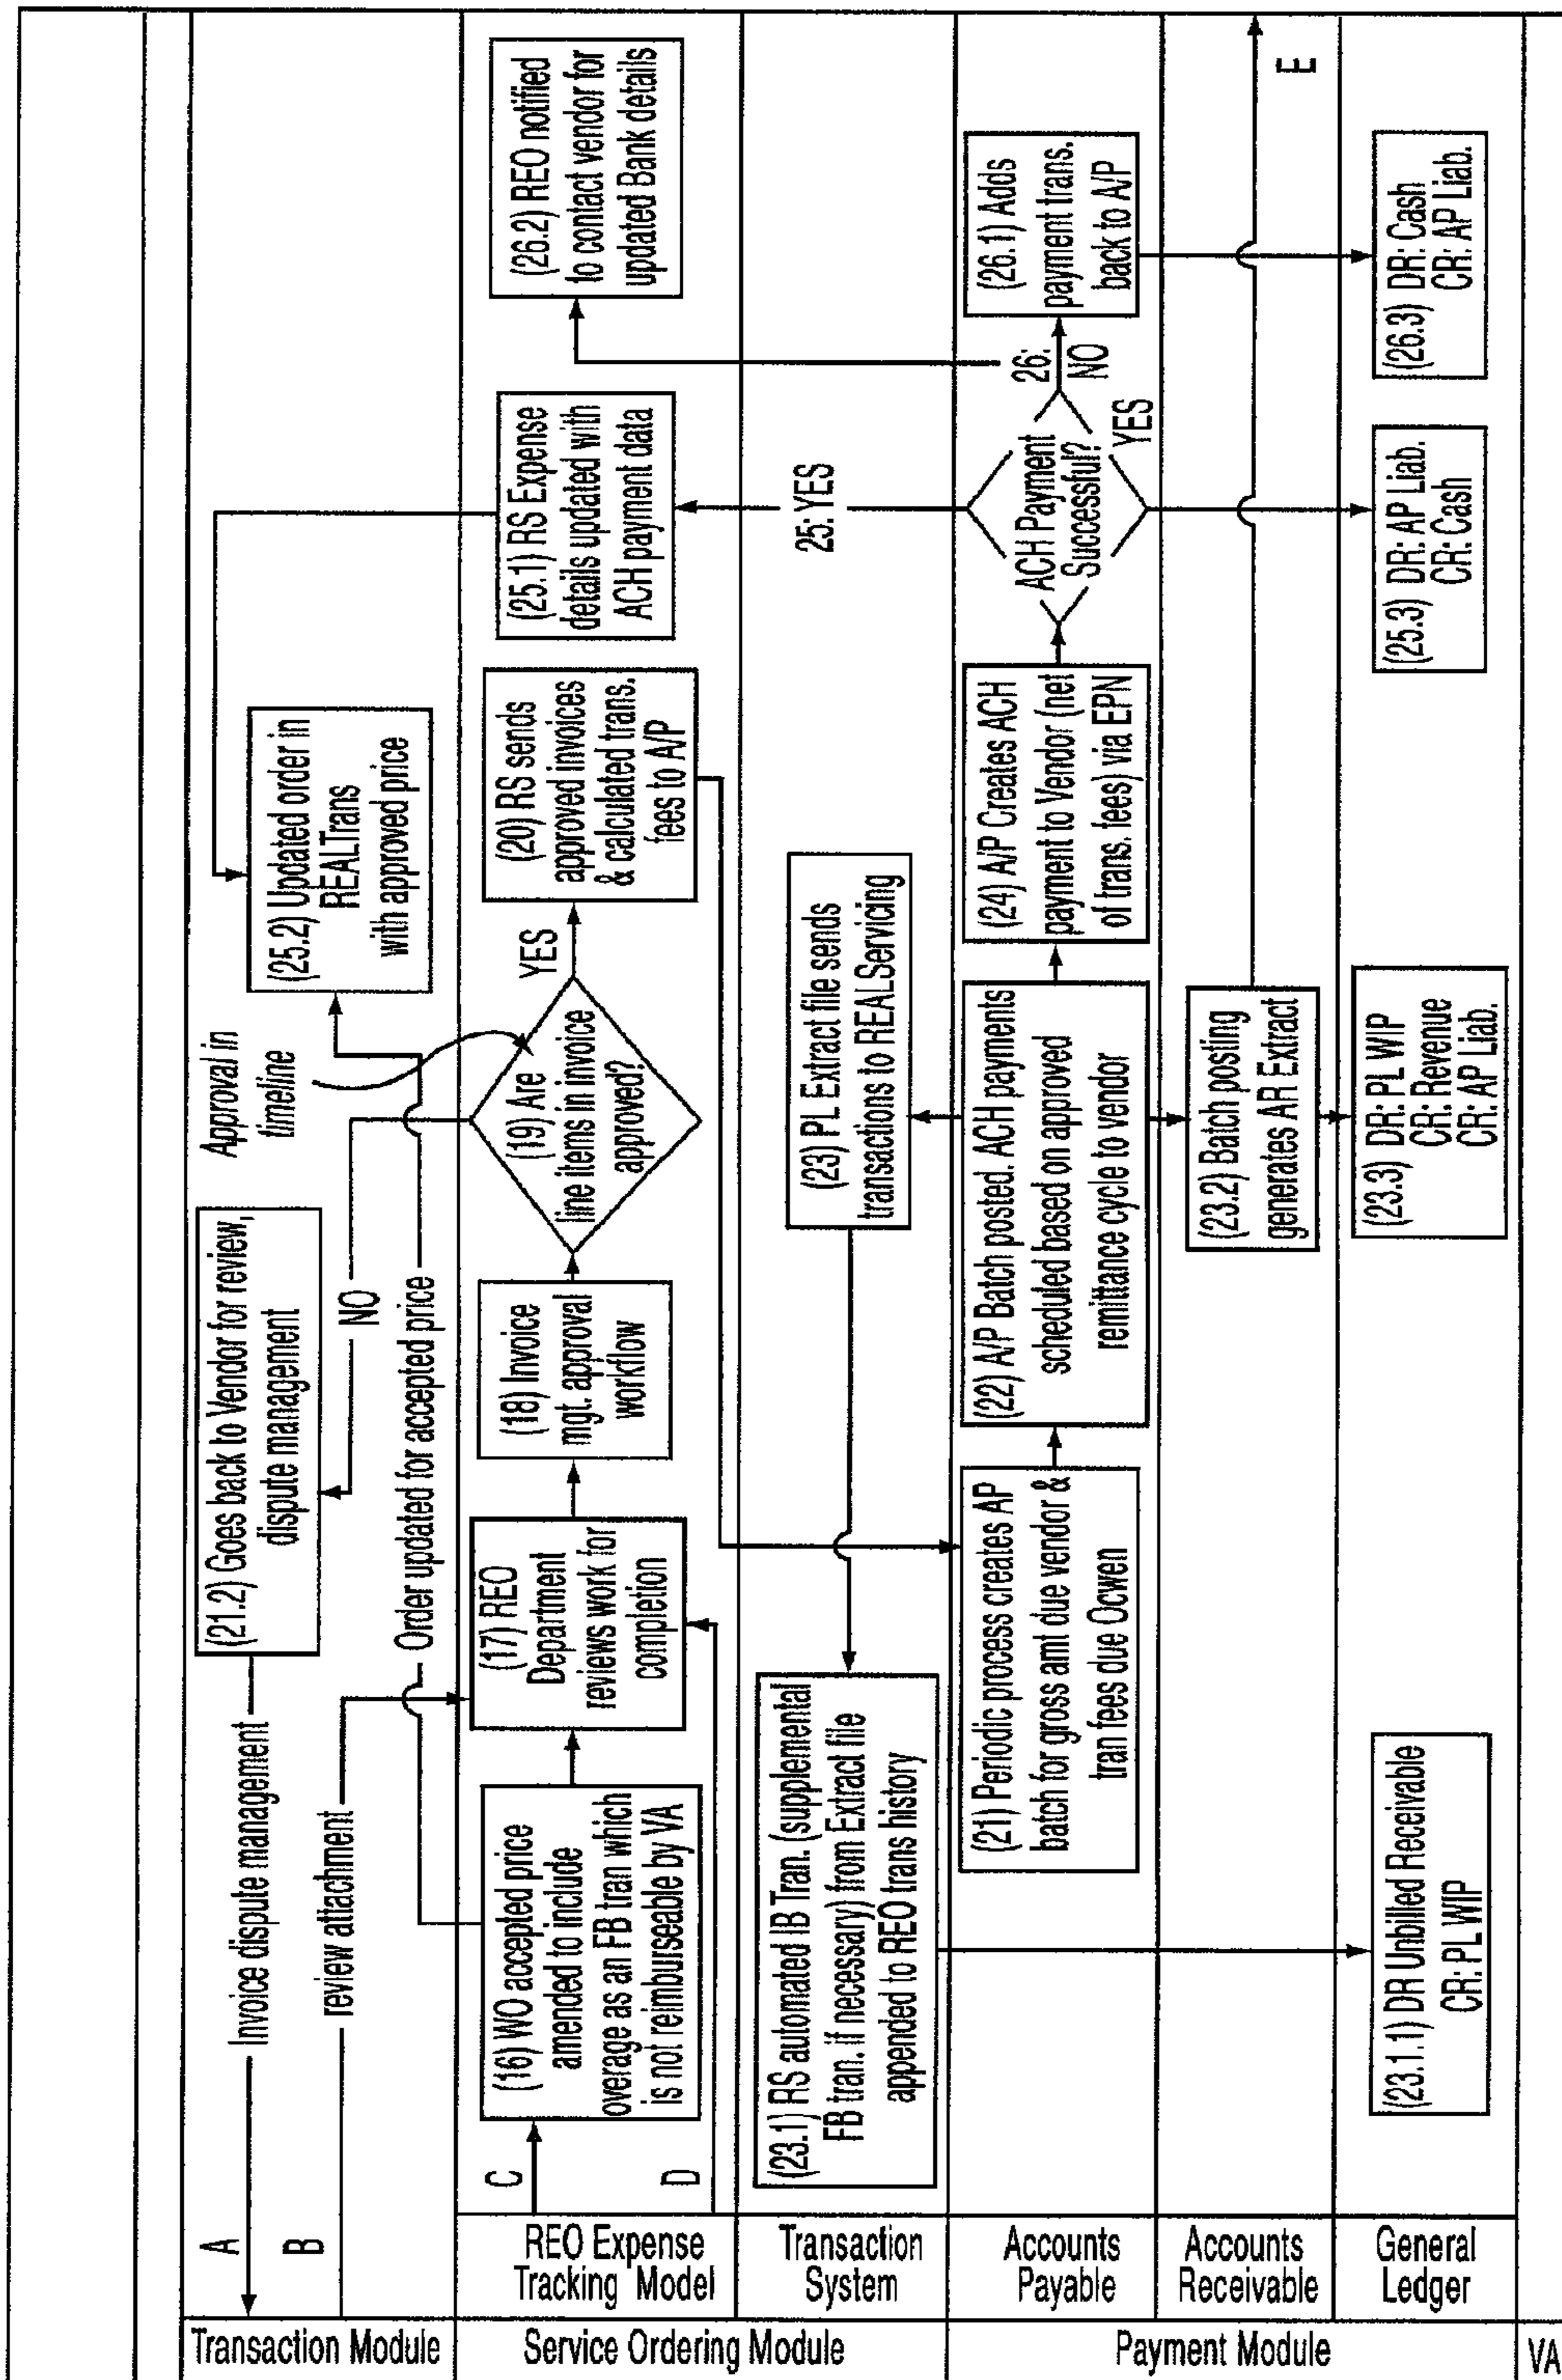 Transaction Module
A
Invoice dispute management
B
review attachment
(21.2) Goes back to Vendor for review,
dispute management
NO
Order updated for accepted price
Approval in
timeline
(25.2) Updated order in
REALTrans
with approved price
Service Ordering Module
REO Expense
Tracking Model
C
D
(16) WO accepted price
amended to include
overage as an FB tran which
is not reimburseable by VA
(17) REO
Department
reviews work for
completion
(18) Invoice
mgt. approval
workflow
(19) Are
line items in invoice
approved?
YES
(20) RS sends
approved invoices
& calculated trans.
fees to A/P
(25.1) RS Expense
details updated with
ACH payment data
(26.2) REO notified
to contact vendor for
updated Bank details
Transaction
System
(23.1) RS automated IB Tran. (supplemental
FB tran. if necessary) from Extract file
appended to REO trans history
(23) PL Extract file sends
transactions to REALServicing
25: YES
Payment Module
Accounts
Payable
(21) Periodic process creates AP
batch for gross amt due vendor &
tran fees due Ocwen
(22) A/P Batch posted. ACH payments
scheduled based on approved
remittance cycle to vendor
(24) A/P Creates ACH
payment to Vendor (net
of trans. fees) via EPN
ACH Payment
Successful?
26:
NO
YES
(26.1) Adds
payment trans.
back to A/P
Accounts
Receivable
(23.2) Batch posting
generates AR Extract
E
General
Ledger
(23.1.1) DR Unbilled Receivable
CR: PL WIP
(23.3) DR: PL WIP
CR: Revenue
CR: AP Liab.
(25.3) DR: AP Liab.
CR: Cash
(26.3) DR: Cash
CR: AP Liab.
VA